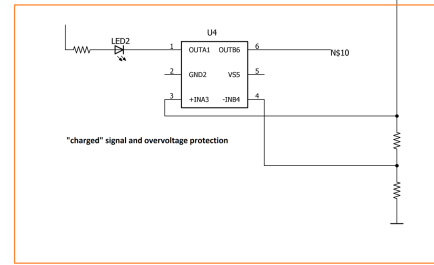 U4
LED2
1 OUTA1 OUTB6 6
N$10
2 GND2 VS5 5
3 +INA3 -INB4 4
"charged" signal and overvoltage protection